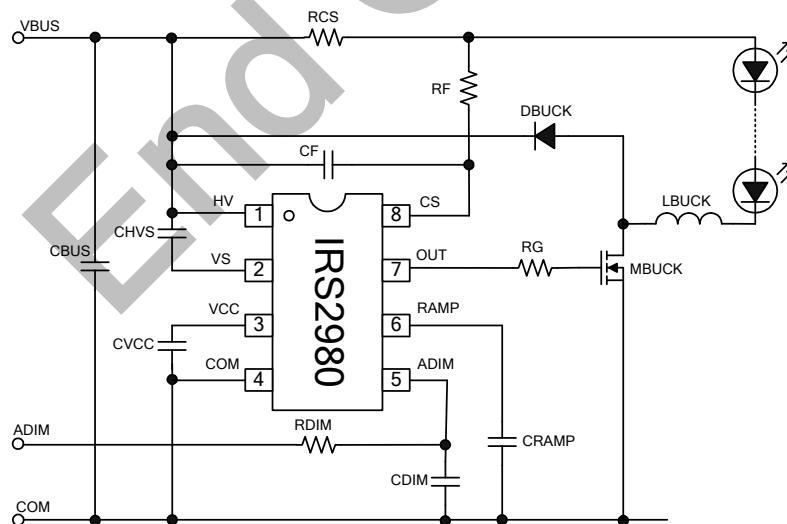 VBUS
RCS
RF
DBUCK
CF
HV
1
8
CS
LBUCK
CHVS
CBUS
VS
2
IRS2980
7
OUT
RG
MBUCK
VCC
3
6
RAMP
CVCC
COM
4
5
ADIM
ADIM
RDIM
CRAMP
CDIM
COM
End